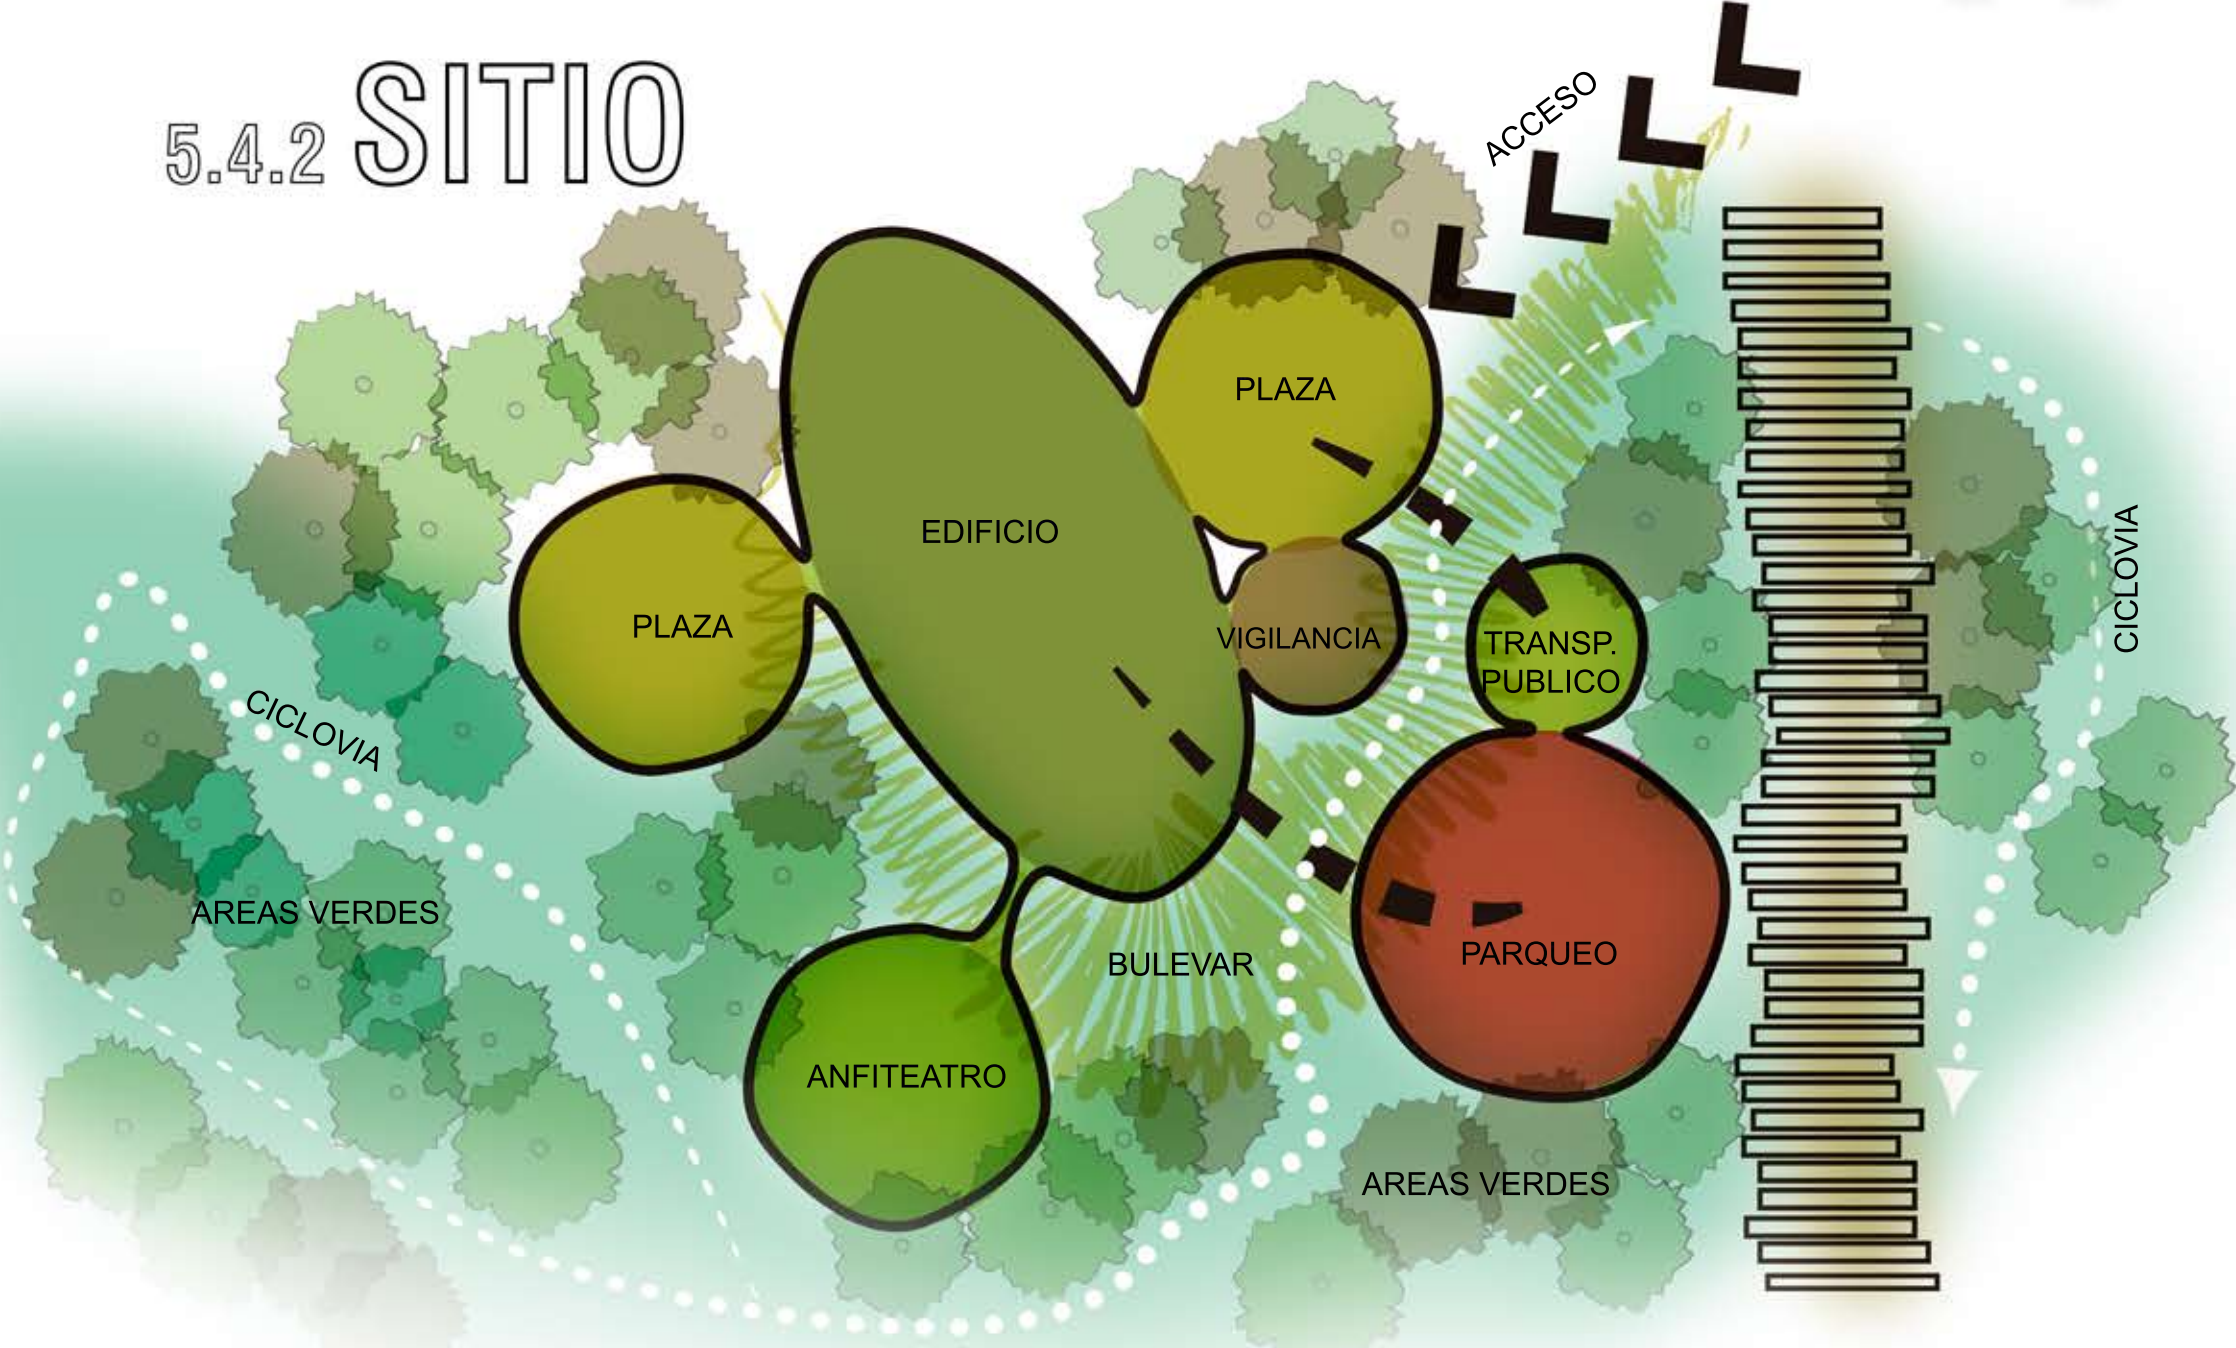 5.4.2 SITIO
ACCESO
PLAZA
EDIFICIO
PLAZA
VIGILANCIA
TRANSP.
PUBLICO
CICLOVIA
CICLOVIA
AREAS VERDES
BULEVAR
PARQUEO
ANFITEATRO
AREAS VERDES